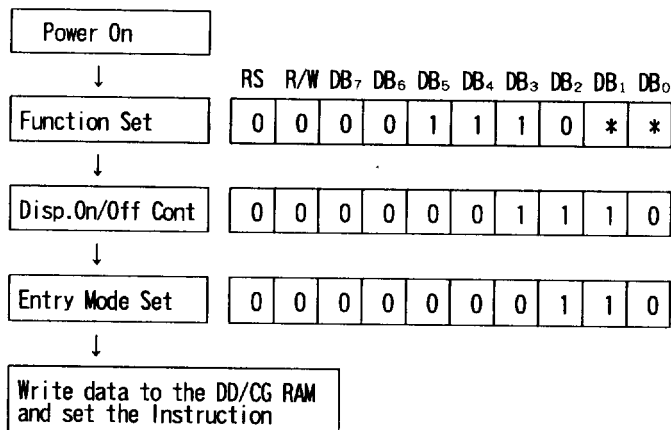 Power On
↓
RS R/W DB₇ DB₆ DB₅ DB₄ DB₃ DB₂ DB₁ DB₀
Function Set 0 0 0 0 1 1 1 0 * *
↓
Disp.On/Off Cont 0 0 0 0 0 0 1 1 1 0
↓
Entry Mode Set 0 0 0 0 0 0 0 1 1 0
↓
Write data to the DD/CG RAM
and set the Instruction